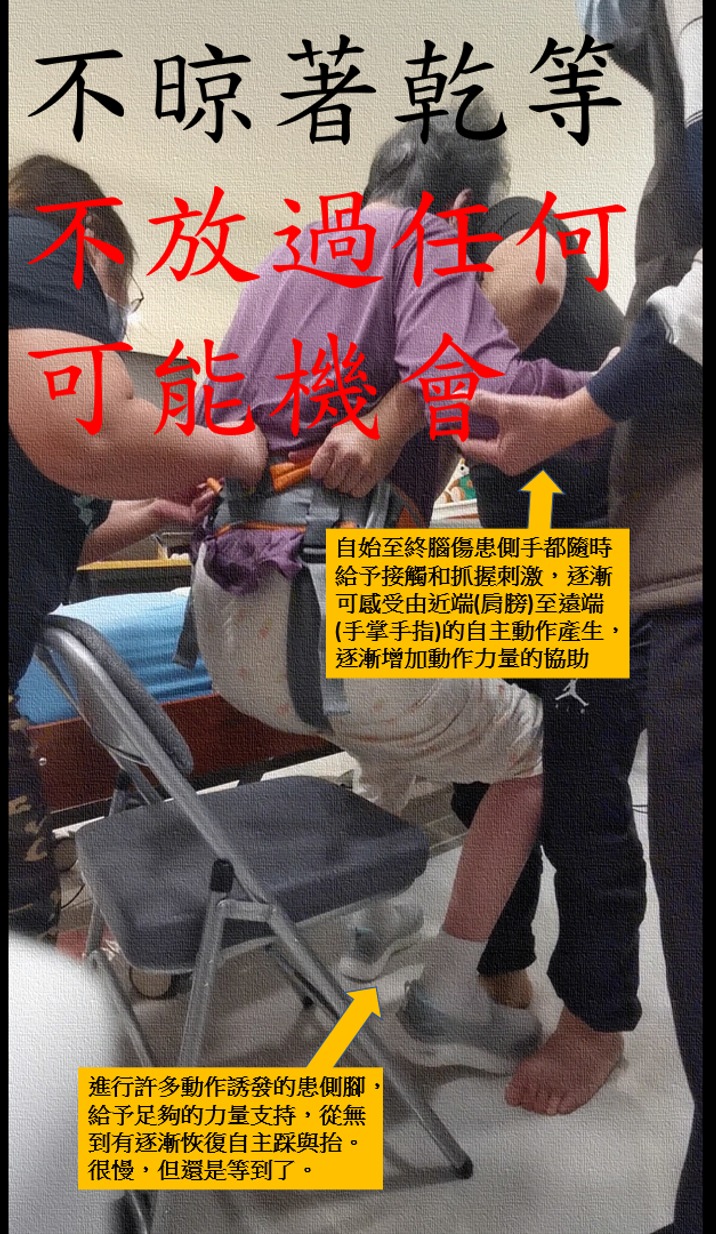 不晾著乾等
不放過任何
可能機會
自始至終腦傷患側手都隨時
給予接觸和抓握刺激，逐漸
可感受由近端(肩膀)至遠端
(手掌手指)的自主動作產生，
逐漸增加動作力量的協助
進行許多動作誘發的患側腳，
給予足夠的力量支持，從無
到有逐漸恢復自主踩與抬。
很慢，但還是等到了。